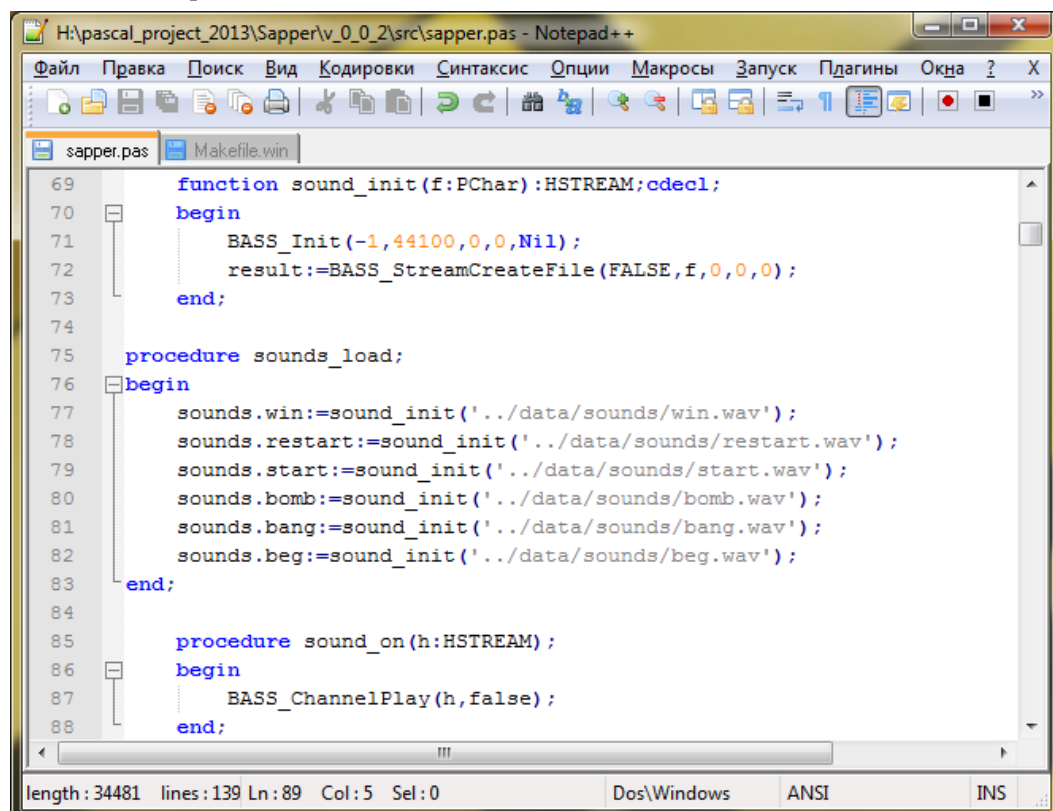 H:\pascal_project_2013\Sapper\v_0_0_2\src\sapper.pas - Notepad++
Файл Правка Поиск Вид Кодировки Синтаксис Опции Макросы Запуск Плагины Окна ? X
sapper.pas Makefile.win
69 function sound_init(f:PChar):HSTREAM;cdecl;
70 begin
71 BASS_Init(-1,44100,0,0,Nil);
72 result:=BASS_StreamCreateFile(FALSE,f,0,0,0);
73 end;
74
75 procedure sounds_load;
76 begin
77 sounds.win:=sound_init('../data/sounds/win.wav');
78 sounds.restart:=sound_init('../data/sounds/restart.wav');
79 sounds.start:=sound_init('../data/sounds/start.wav');
80 sounds.bomb:=sound_init('../data/sounds/bomb.wav');
81 sounds.bang:=sound_init('../data/sounds/bang.wav');
82 sounds.beg:=sound_init('../data/sounds/beg.wav');
83 end;
84
85 procedure sound_on(h:HSTREAM);
86 begin
87 BASS_ChannelPlay(h,false);
88 end;
length : 34481 lines : 139 Ln : 89 Col : 5 Sel : 0 Dos\Windows ANSI INS